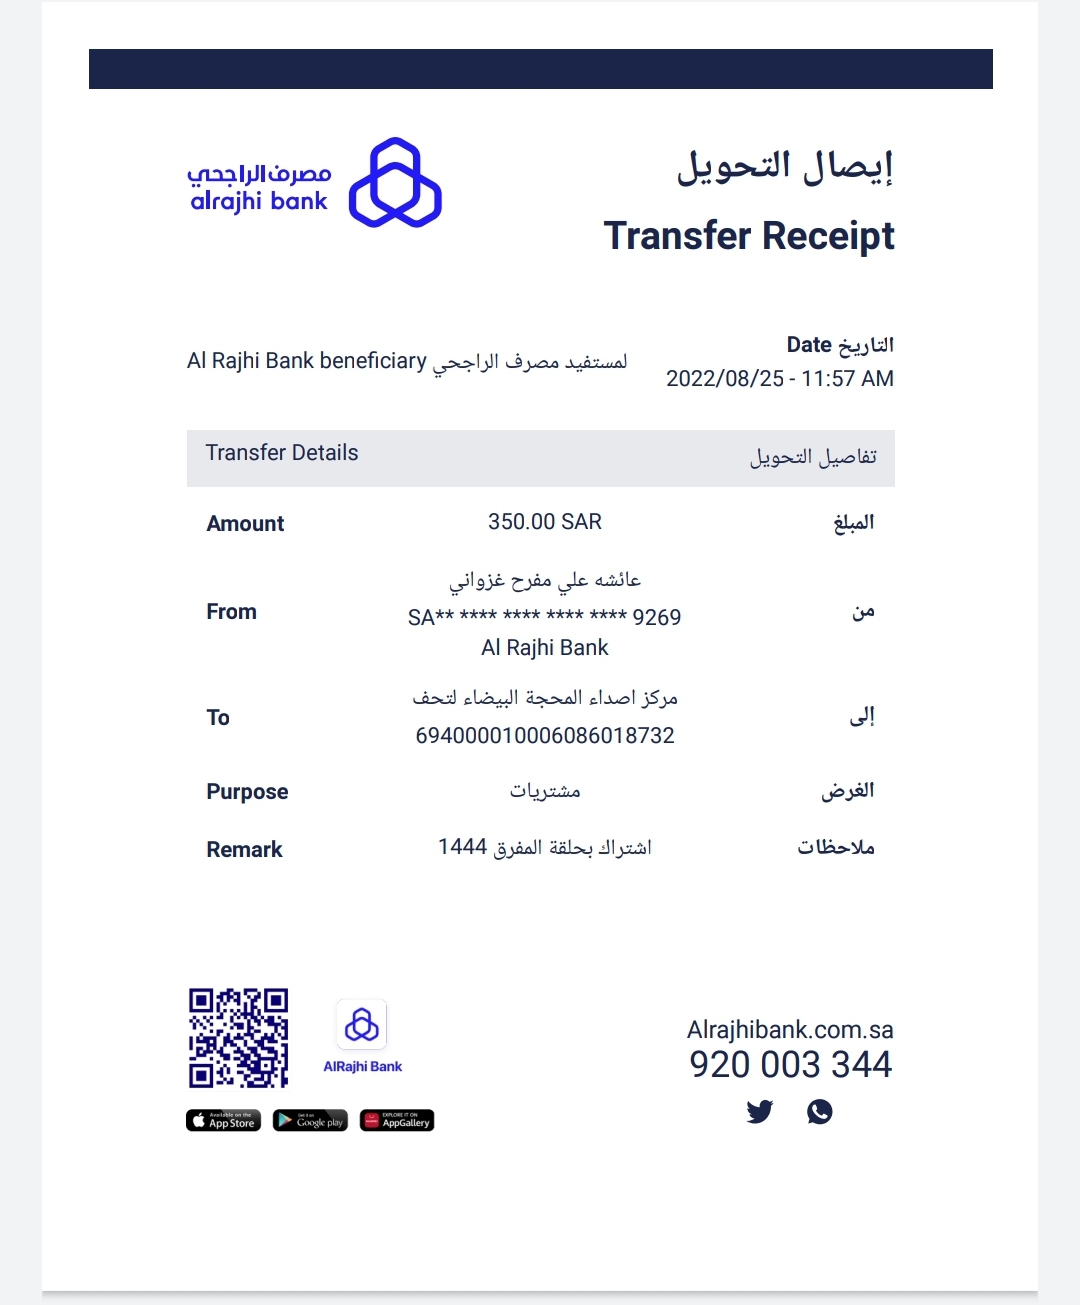 إيصال التحويل
Transfer Receipt
مصرف الراجحي
alrajhi bank
التاريخ Date
2022/08/25 - 11:57 AM
Al Rajhi Bank beneficiary لمستفيد مصرف الراجحي
Transfer Details تفاصيل التحويل
Amount 350.00 SAR المبلغ
عائشه علي مفرح غزواني
From SA** **** **** **** **** 9269 من
Al Rajhi Bank
مركز اصداء المحجة البيضاء لتحف
To 694000010006086018732 إلى
Purpose مشتريات الغرض
Remark اشتراك بحلقة المفرق 1444 ملاحظات
AlRajhi Bank
Available on the
App Store
Get it on
Google play
EXPLORE IT ON
AppGallery
Alrajhibank.com.sa
920 003 344